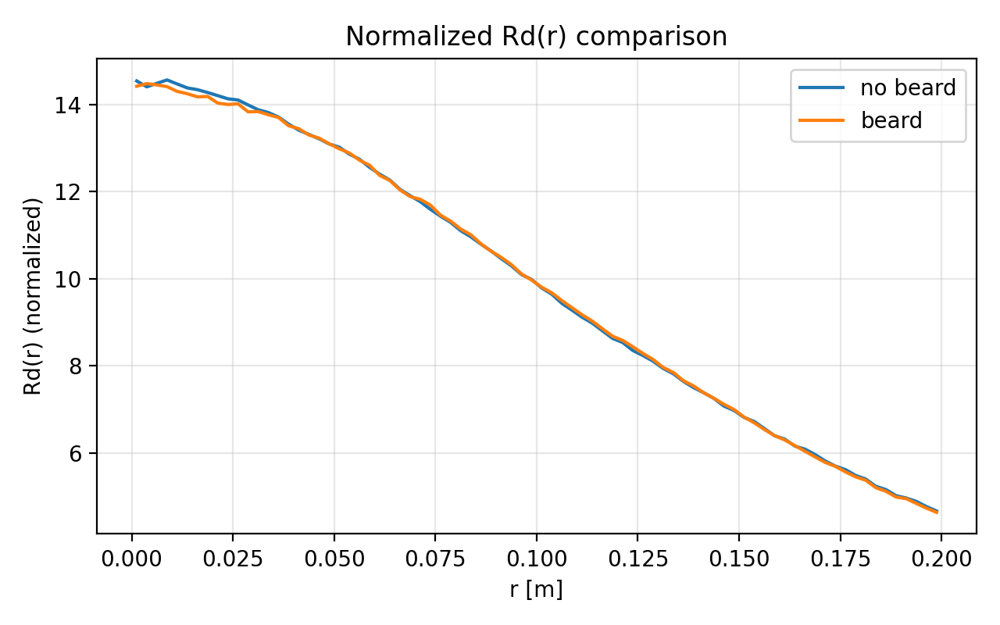 Normalized Rd(r) comparison
no beard
beard
Rd(r) (normalized)
14
12
10
8
6
0.000 0.025 0.050 0.075 0.100 0.125 0.150 0.175 0.200
r [m]